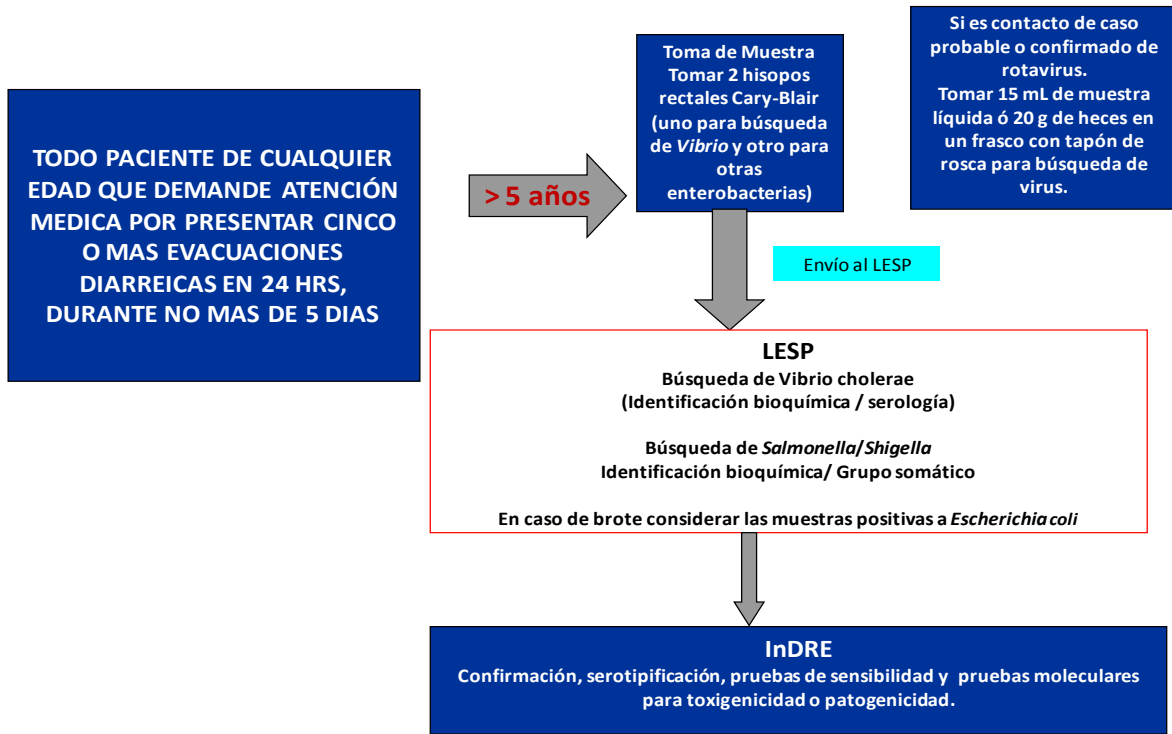 TODO PACIENTE DE CUALQUIER
EDAD QUE DEMANDE ATENCIÓN
MEDICA POR PRESENTAR CINCO
O MAS EVACUACIONES
DIARREICAS EN 24 HRS,
DURANTE NO MAS DE 5 DIAS
> 5 años
Toma de Muestra
Tomar 2 hisopos
rectales Cary-Blair
(uno para búsqueda
de Vibrio y otro para
otras
enterobacterias)
Si es contacto de caso
probable o confirmado de
rotavirus.
Tomar 15 mL de muestra
líquida ó 20 g de heces en
un frasco con tapón de
rosca para búsqueda de
virus.
Envío al LESP
LESP
Búsqueda de Vibrio cholerae
(Identificación bioquímica / serología)
Búsqueda de Salmonella/Shigella
Identificación bioquímica/ Grupo somático
En caso de brote considerar las muestras positivas a Escherichia coli
InDRE
Confirmación, serotipificación, pruebas de sensibilidad y pruebas moleculares
para toxigenicidad o patogenicidad.